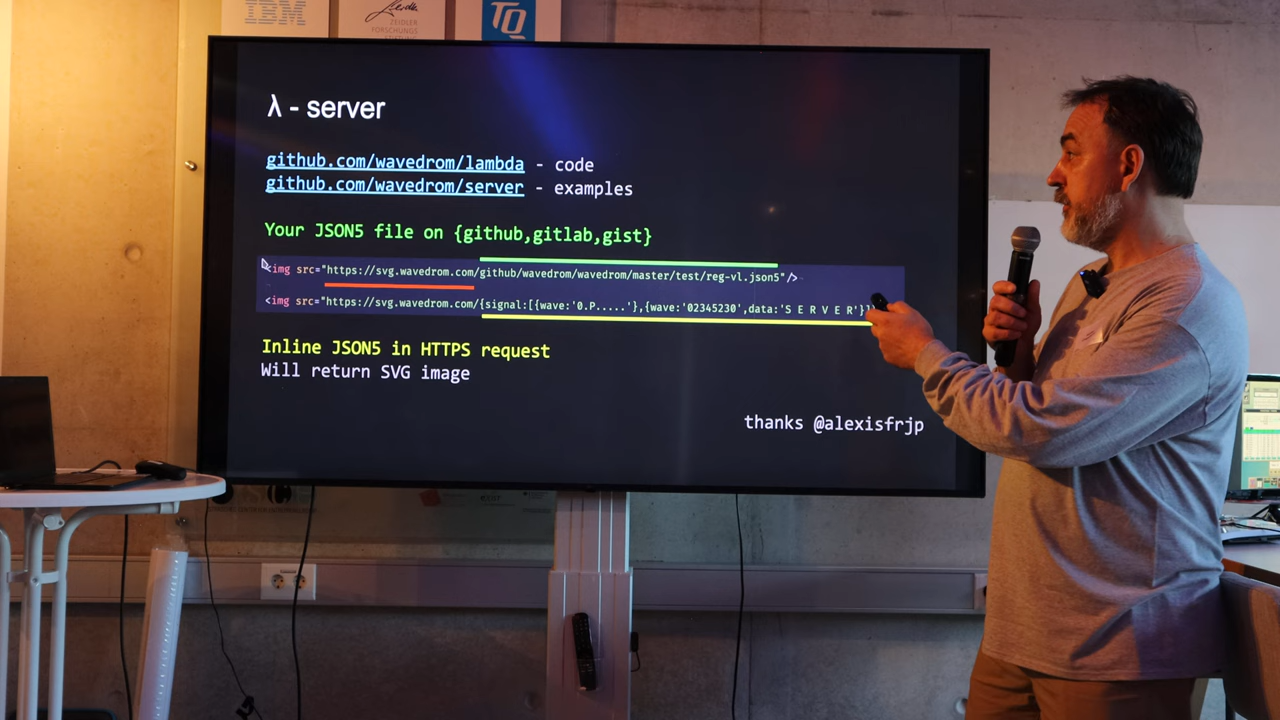 IBM
ZEIDLER
FORSCHUNGS
STIFTUNG
TQ
λ - server
github.com/wavedrom/lambda - code
github.com/wavedrom/server - examples
Your JSON5 file on {github,gitlab,gist}
<img src="https://svg.wavedrom.com/github/wavedrom/wavedrom/master/test/reg-vl.json5"/>
<img src="https://svg.wavedrom.com/{signal:[{wave:'0.P.....'},{wave:'02345230',data:'S E R V E R'}]
Inline JSON5 in HTTPS request
Will return SVG image
thanks @alexisfrjp